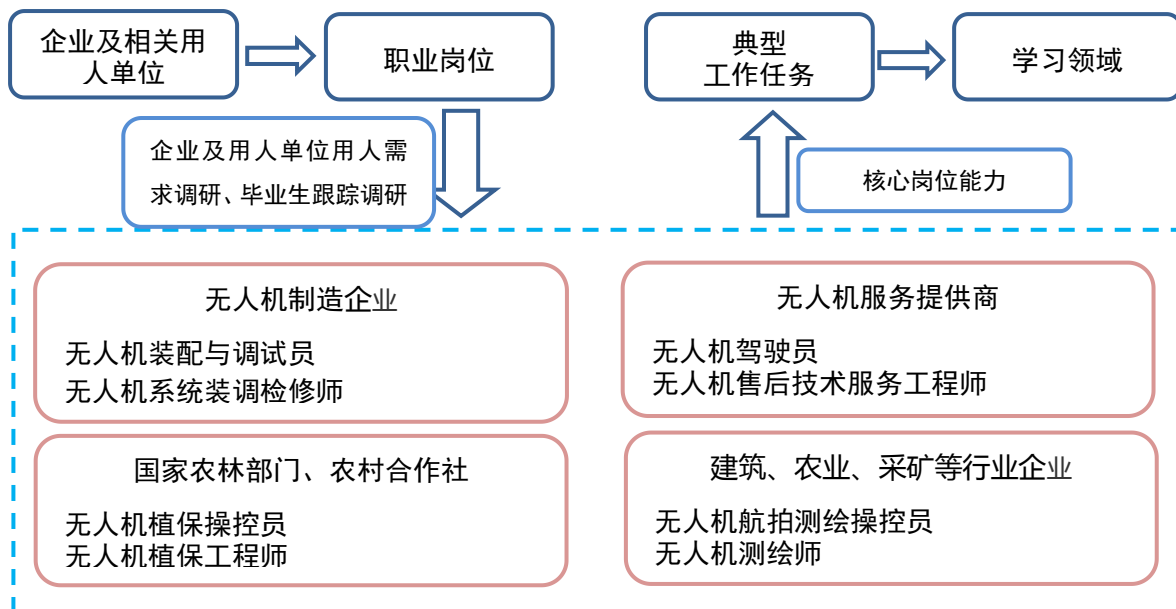 企业及相关用
人单位
职业岗位
典型
工作任务
学习领域
企业及用人单位用人需
求调研、毕业生跟踪调研
核心岗位能力
无人机制造企业
无人机装配与调试员
无人机系统装调检修师
无人机服务提供商
无人机驾驶员
无人机售后技术服务工程师
国家农林部门、农村合作社
无人机植保操控员
无人机植保工程师
建筑、农业、采矿等行业企业
无人机航拍测绘操控员
无人机测绘师